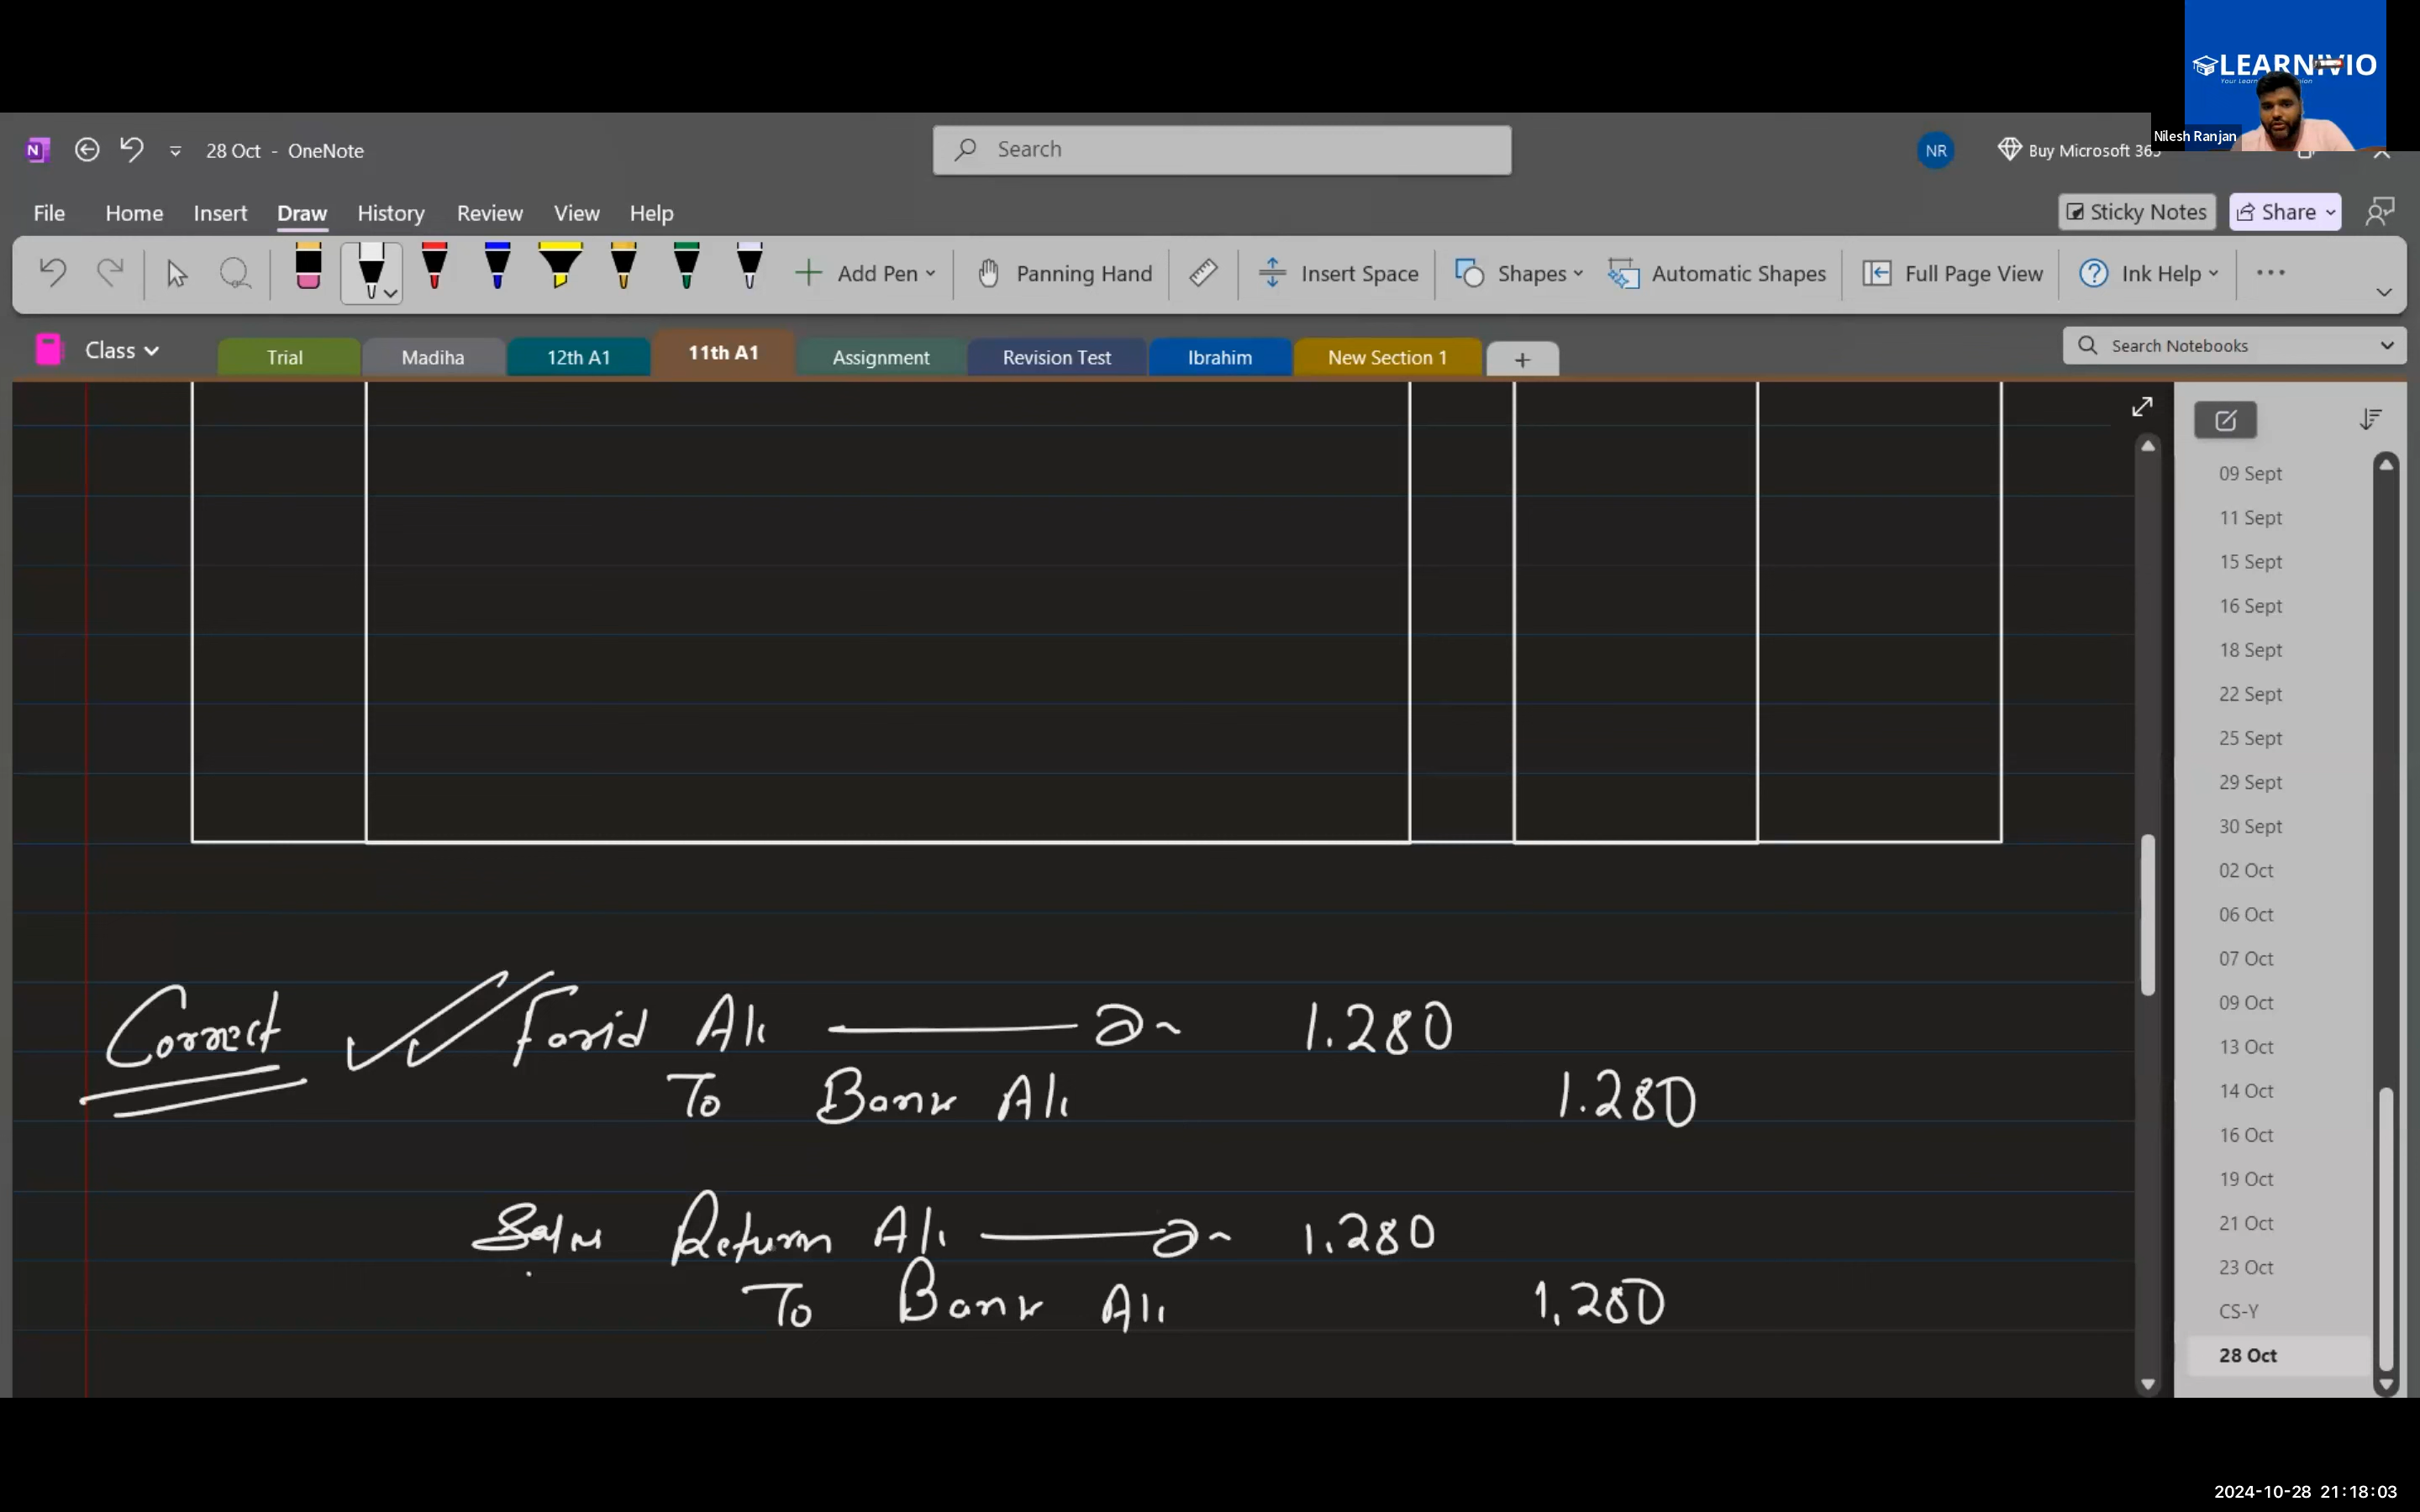 LEARNIVIO
Nilesh Ranjan
28 Oct - OneNote
Search
NR
Buy Microsoft 365
File Home Insert Draw History Review View Help
Sticky Notes
Share
Add Pen
Panning Hand
Insert Space
Shapes
Automatic Shapes
Full Page View
Ink Help
Class
Trial
Madiha
12th A1
11th A1
Assignment
Revision Test
Ibrahim
New Section 1
Search Notebooks
09 Sept
11 Sept
15 Sept
16 Sept
18 Sept
22 Sept
25 Sept
29 Sept
30 Sept
02 Oct
06 Oct
07 Oct
09 Oct
13 Oct
14 Oct
16 Oct
19 Oct
21 Oct
23 Oct
CS-Y
28 Oct
Correct Farid A/c Dr 1.280
To Bank A/c 1.280
Sales Return A/c Dr 1.280
To Bank A/c 1,280
2024-10-28 21:18:03